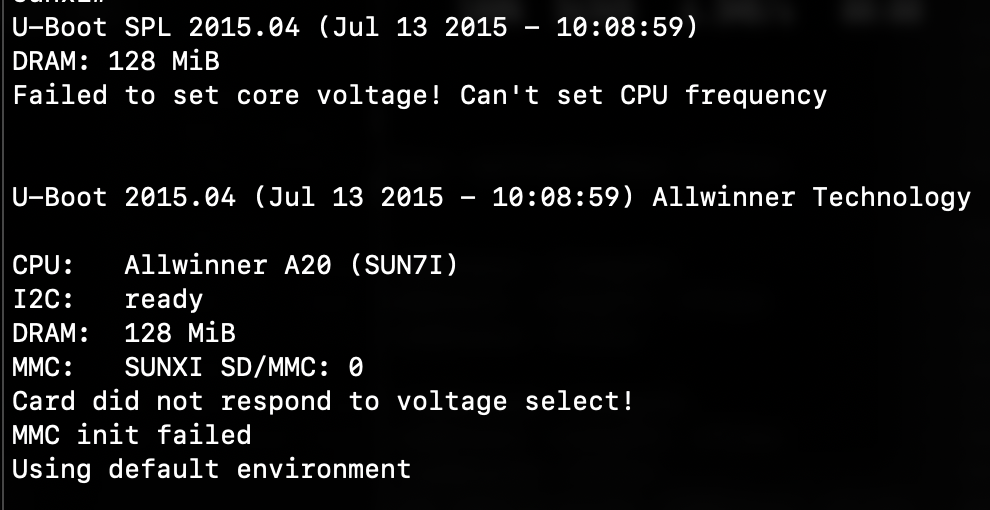 U-Boot SPL 2015.04 (Jul 13 2015 - 10:08:59)
DRAM: 128 MiB
Failed to set core voltage! Can't set CPU frequency
U-Boot 2015.04 (Jul 13 2015 - 10:08:59) Allwinner Technology
CPU:   Allwinner A20 (SUN7I)
I2C:   ready
DRAM:  128 MiB
MMC:   SUNXI SD/MMC: 0
Card did not respond to voltage select!
MMC init failed
Using default environment